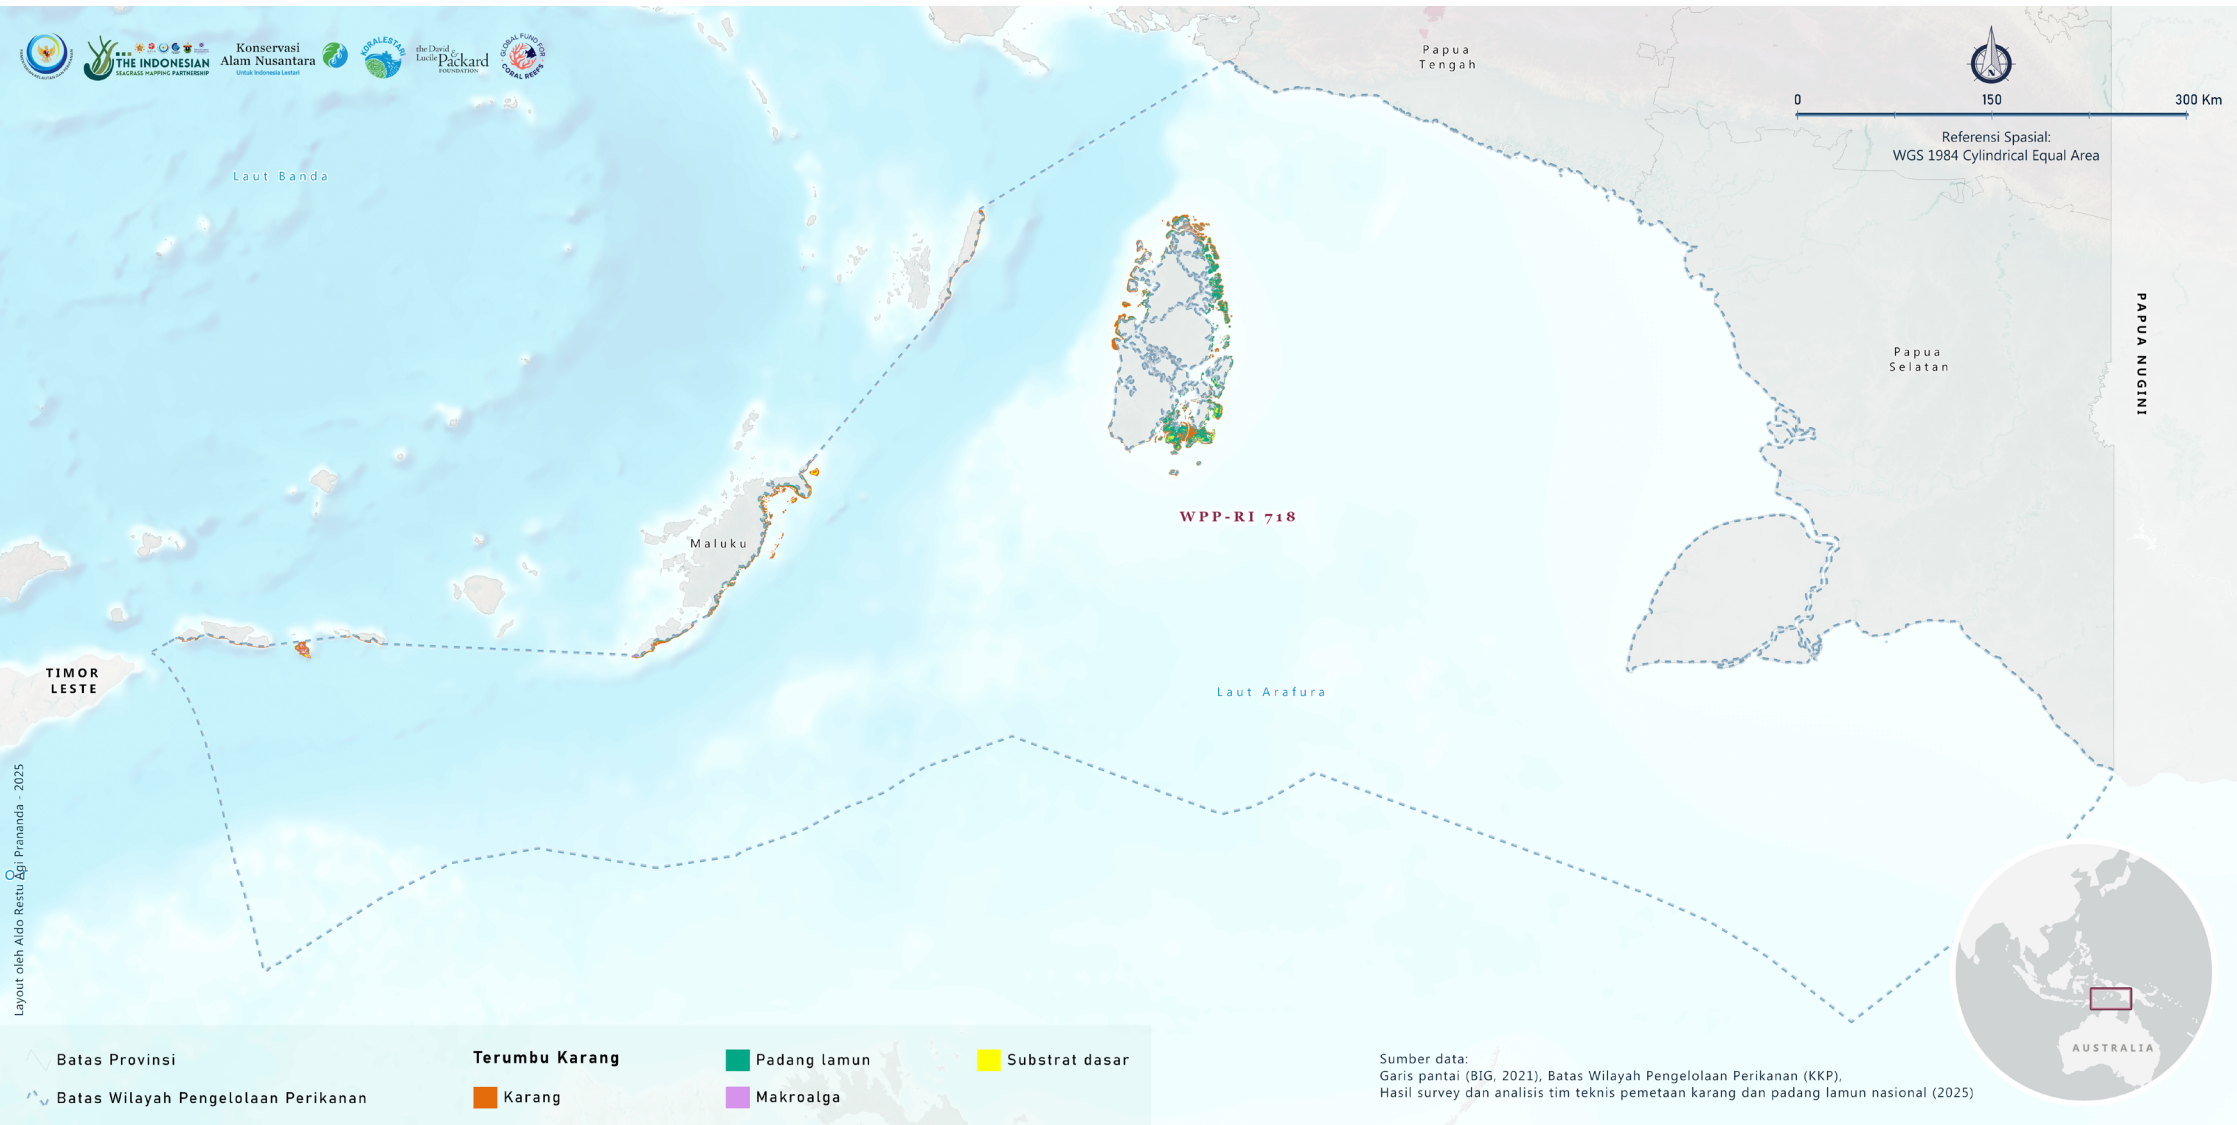 THE INDONESIAN
SEAGRASS MAPPING PARTNERSHIP
Konservasi
Alam Nusantara
Untuk Indonesia Lestari
KORALESTARI
the David &
Lucile Packard
FOUNDATION
GLOBAL FUND FOR
CORAL REEFS
Papua
Tengah
N
0 150 300 Km
Referensi Spasial:
WGS 1984 Cylindrical Equal Area
Laut Banda
PAPUA NUGINI
Papua
Selatan
WPP-RI 718
Maluku
TIMOR
LESTE
Laut Arafura
Layout oleh Aldo Restu Agi Prananda - 2025
AUSTRALIA
Batas Provinsi
Batas Wilayah Pengelolaan Perikanan
Terumbu Karang
Karang
Padang lamun
Makroalga
Substrat dasar
Sumber data:
Garis pantai (BIG, 2021), Batas Wilayah Pengelolaan Perikanan (KKP),
Hasil survey dan analisis tim teknis pemetaan karang dan padang lamun nasional (2025)